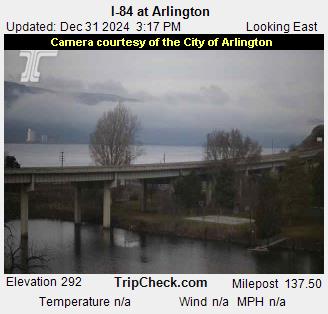 I-84 at Arlington
Updated: Dec 31 2024 3:17 PM Looking East
Camera courtesy of the City of Arlington
Elevation 292 TripCheck.com Milepost 137.50
Temperature n/a Wind n/a MPH n/a